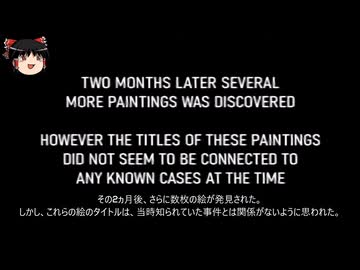 TWO MONTHS LATER SEVERAL
MORE PAINTINGS WAS DISCOVERED
HOWEVER THE TITLES OF THESE PAINTINGS
DID NOT SEEM TO BE CONNECTED TO
ANY KNOWN CASES AT THE TIME
その2ヵ月後、さらに数枚の絵が発見された。
しかし、これらの絵のタイトルは、当時知られていた事件とは関係がないように思われた。